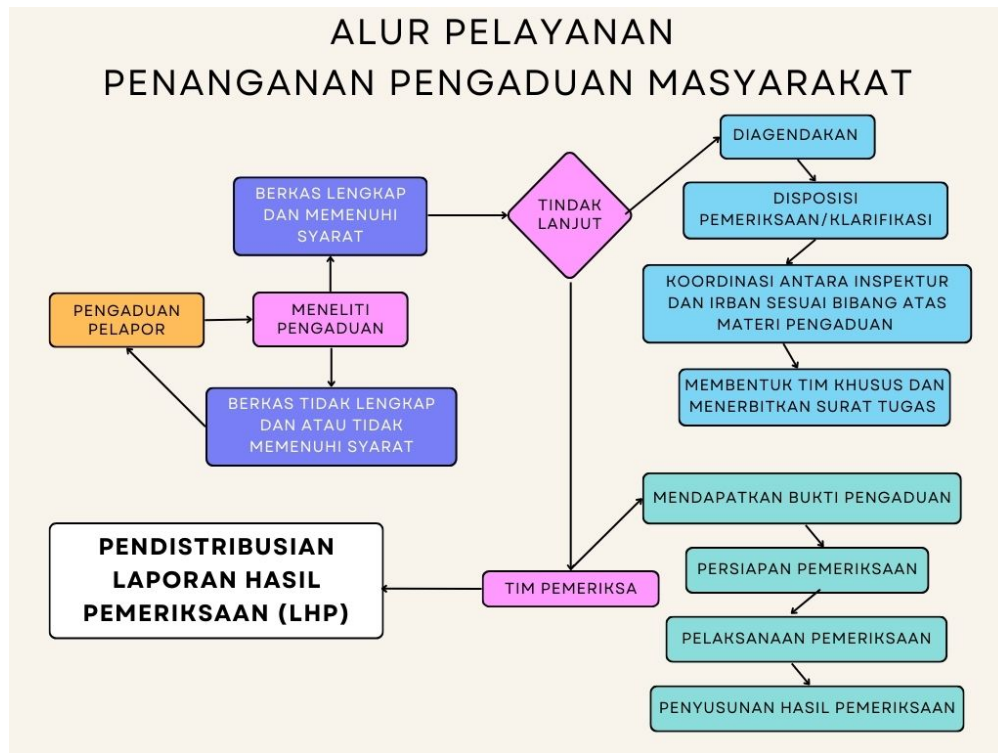 ALUR PELAYANAN
PENANGANAN PENGADUAN MASYARAKAT
PENGADUAN
PELAPOR
MENELITI
PENGADUAN
BERKAS LENGKAP
DAN MEMENUHI
SYARAT
BERKAS TIDAK LENGKAP
DAN ATAU TIDAK
MEMENUHI SYARAT
TINDAK
LANJUT
DIAGENDAKAN
DISPOSISI
PEMERIKSAAN/KLARIFIKASI
KOORDINASI ANTARA INSPEKTUR
DAN IRBAN SESUAI BIBANG ATAS
MATERI PENGADUAN
MEMBENTUK TIM KHUSUS DAN
MENERBITKAN SURAT TUGAS
TIM PEMERIKSA
MENDAPATKAN BUKTI PENGADUAN
PERSIAPAN PEMERIKSAAN
PELAKSANAAN PEMERIKSAAN
PENYUSUNAN HASIL PEMERIKSAAN
PENDISTRIBUSIAN
LAPORAN HASIL
PEMERIKSAAN (LHP)